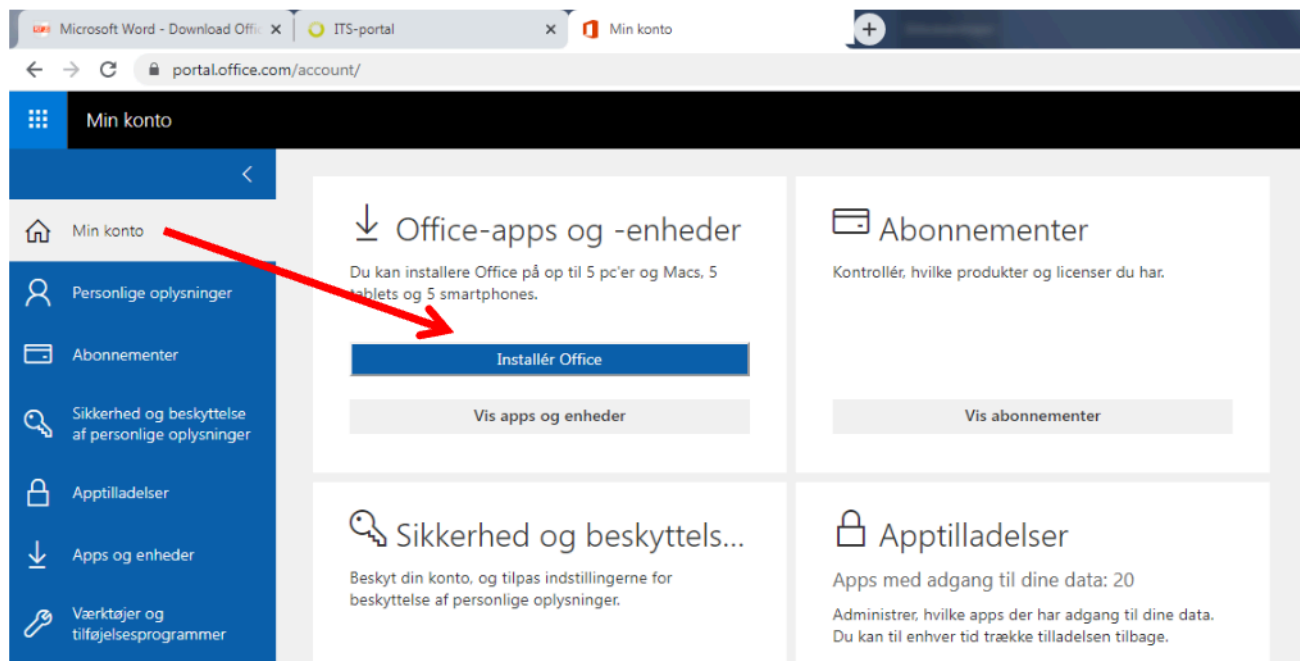 Microsoft Word - Download Offic
ITS-portal
Min konto
portal.office.com/account/
Min konto
Min konto
Personlige oplysninger
Abonnementer
Sikkerhed og beskyttelse
af personlige oplysninger
Apptilladelser
Apps og enheder
Værktøjer og
tilføjelsesprogrammer
Office-apps og -enheder
Du kan installere Office på op til 5 pc'er og Macs, 5
tablets og 5 smartphones.
Installér Office
Vis apps og enheder
Abonnementer
Kontrollér, hvilke produkter og licenser du har.
Vis abonnementer
Sikkerhed og beskyttels...
Beskyt din konto, og tilpas indstillingerne for
beskyttelse af personlige oplysninger.
Apptilladelser
Apps med adgang til dine data: 20
Administrer, hvilke apps der har adgang til dine data.
Du kan til enhver tid trække tilladelsen tilbage.